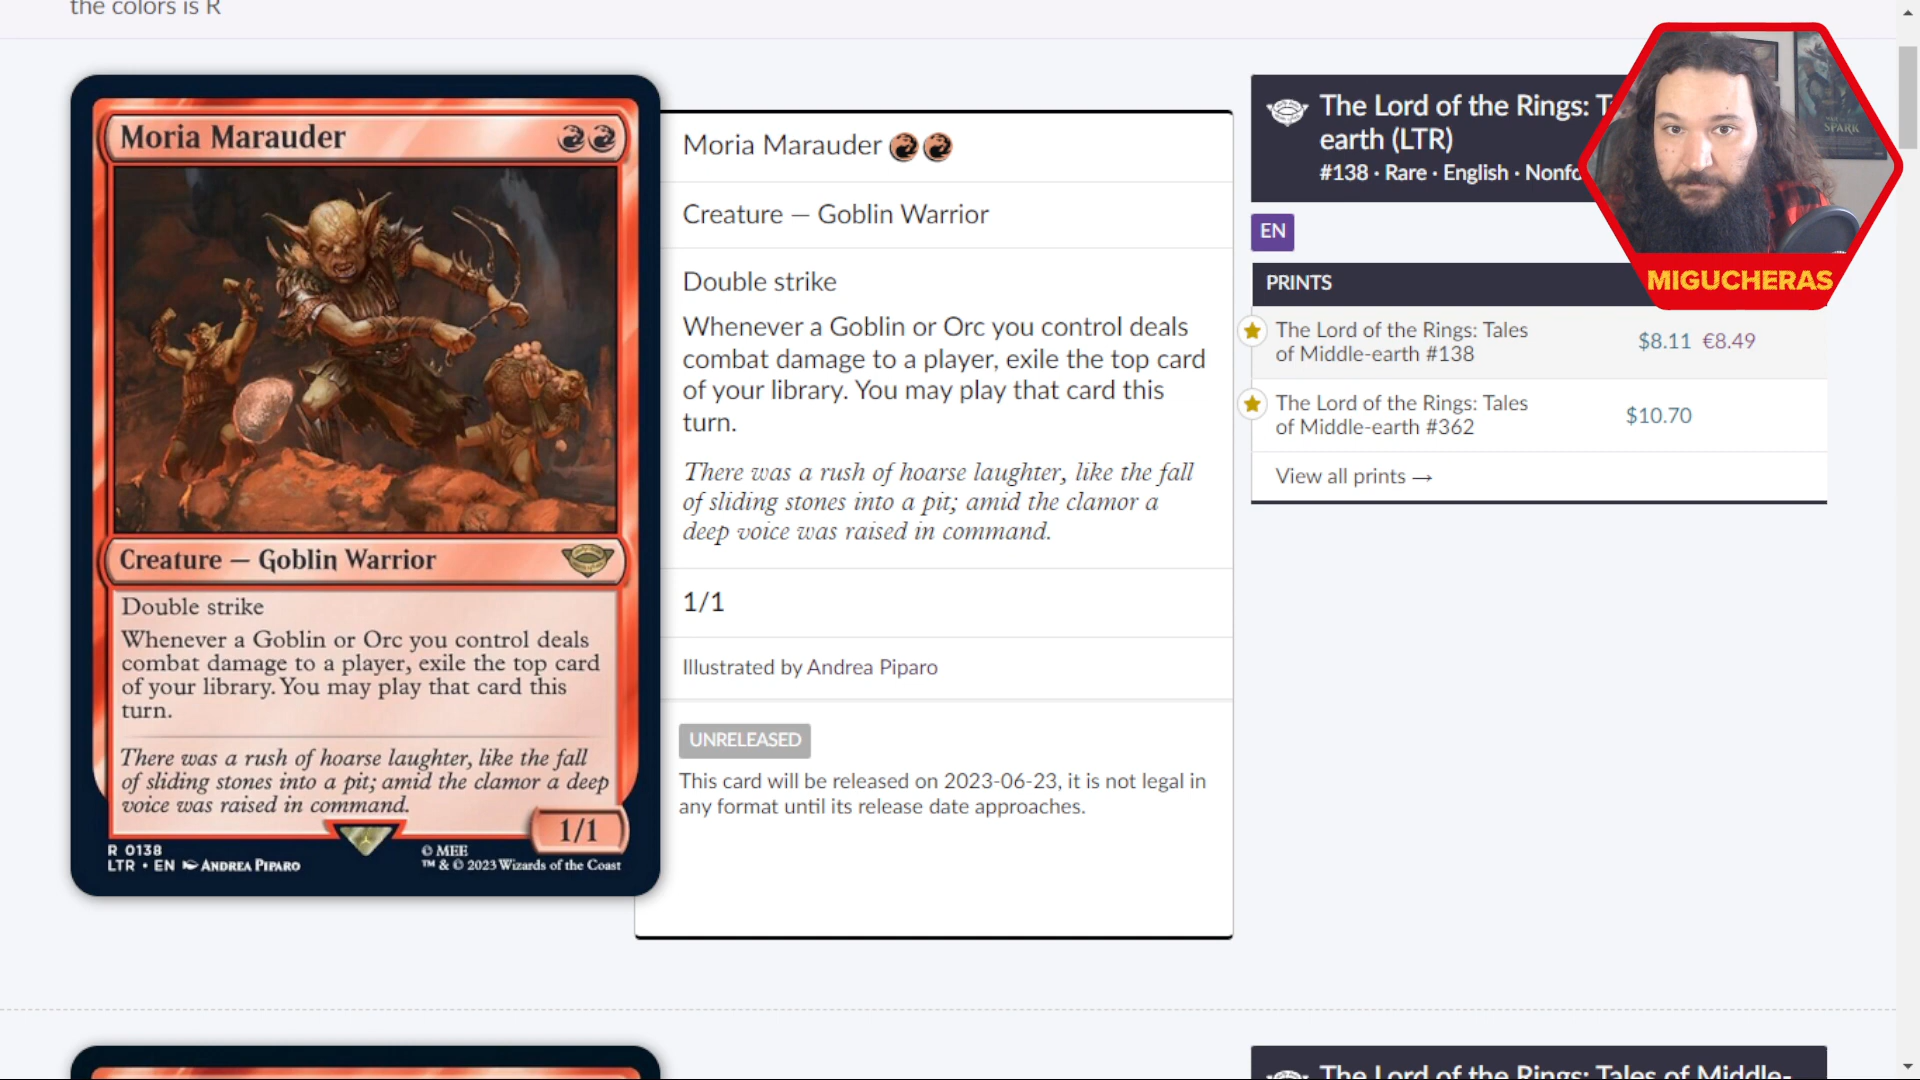 the colors is R
Moria Marauder
Creature — Goblin Warrior
Double strike
Whenever a Goblin or Orc you control deals
combat damage to a player, exile the top card
of your library. You may play that card this
turn.
There was a rush of hoarse laughter, like the fall
of sliding stones into a pit; amid the clamor a deep
voice was raised in command.
1/1
R 0138
LTR • EN ANDREA PIPARO
© MEE
™ & © 2023 Wizards of the Coast
Moria Marauder
Creature — Goblin Warrior
Double strike
Whenever a Goblin or Orc you control deals
combat damage to a player, exile the top card
of your library. You may play that card this
turn.
There was a rush of hoarse laughter, like the fall
of sliding stones into a pit; amid the clamor a
deep voice was raised in command.
1/1
Illustrated by Andrea Piparo
UNRELEASED
This card will be released on 2023-06-23, it is not legal in
any format until its release date approaches.
The Lord of the Rings:
earth (LTR)
#138 · Rare · English ·
EN
PRINTS
The Lord of the Rings: Tales
of Middle-earth #138
$8.11 €8.49
The Lord of the Rings: Tales
of Middle-earth #362
$10.70
View all prints →
SPARK
MIGUCHERAS
The Lord of the Rings: Tales of Middle-